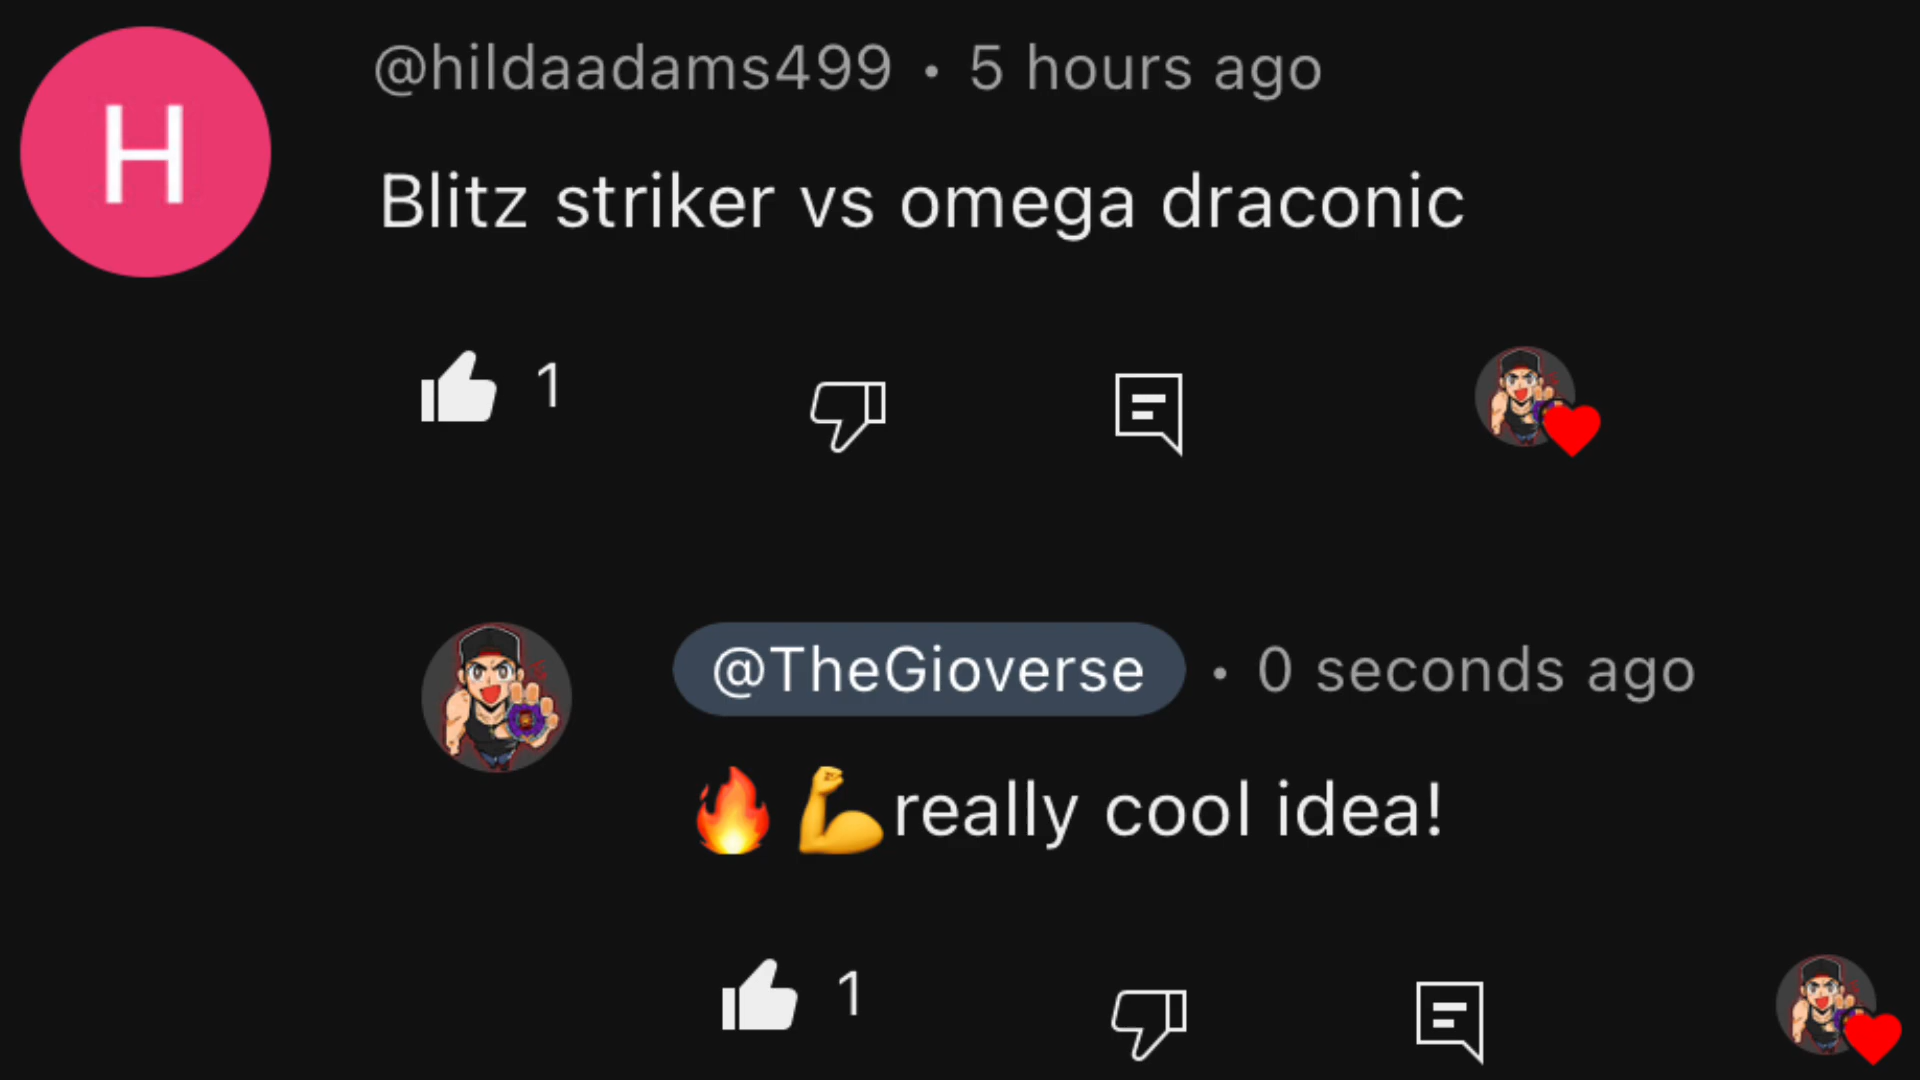 H
@hildaadams499 • 5 hours ago
Blitz striker vs omega draconic
1
@TheGioverse • 0 seconds ago
🔥💪really cool idea!
1